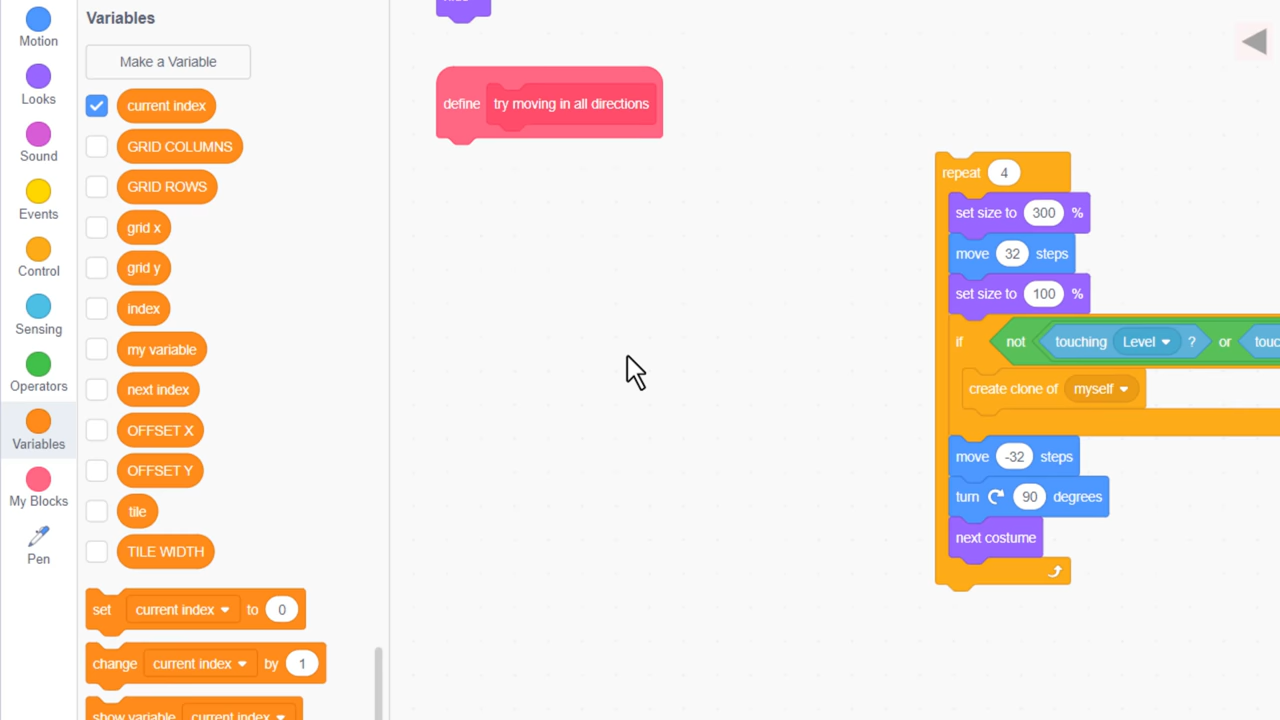 Motion
Looks
Sound
Events
Control
Sensing
Operators
Variables
My Blocks
Pen
Variables
Make a Variable
current index
GRID COLUMNS
GRID ROWS
grid x
grid y
index
my variable
next index
OFFSET X
OFFSET Y
tile
TILE WIDTH
set current index to 0
change current index by 1
show variable current index
define try moving in all directions
repeat 4
set size to 300 %
move 32 steps
set size to 100 %
if not touching Level ? or
create clone of myself
move -32 steps
turn 90 degrees
next costume